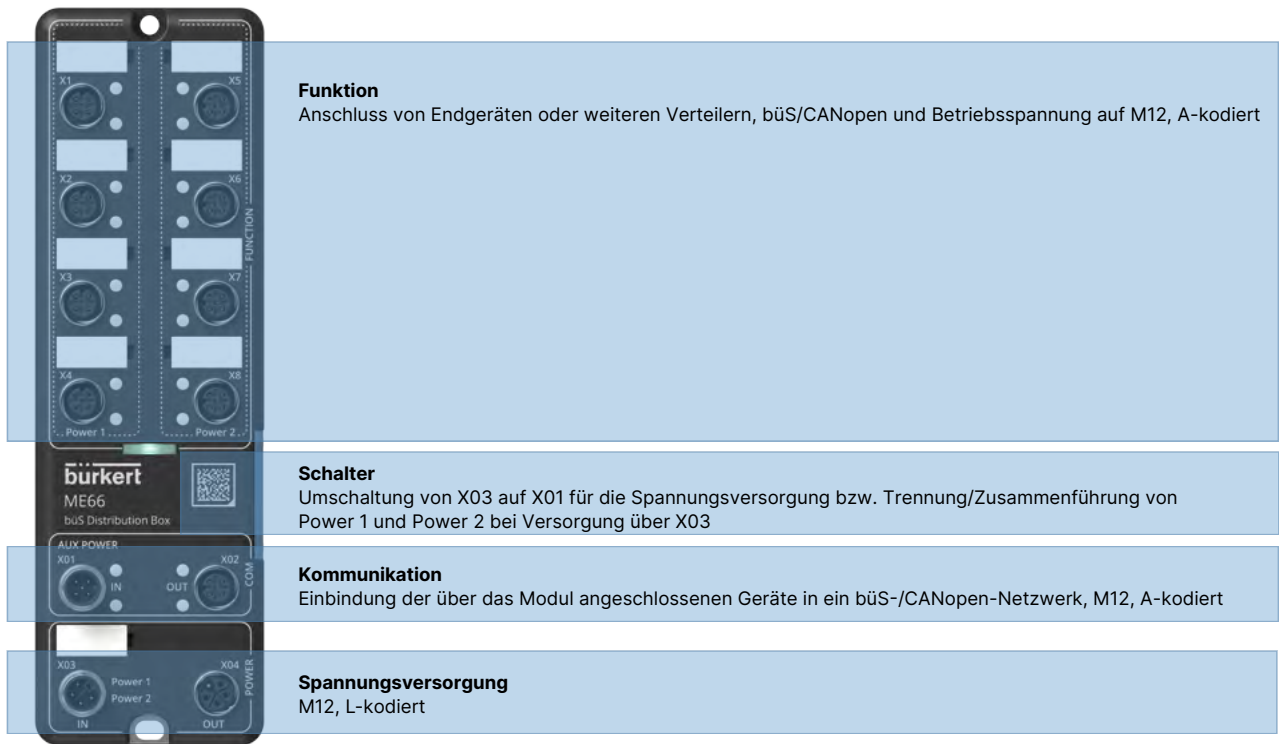 X1
X5
Funktion
Anschluss von Endgeräten oder weiteren Verteilern, büS/CANopen und Betriebsspannung auf M12, A-kodiert
X2
X6
FUNCTION
X3
X7
X4
X8
Power 1
Power 2
bürkert
ME66
büS Distribution Box
Schalter
Umschaltung von X03 auf X01 für die Spannungsversorgung bzw. Trennung/Zusammenführung von
Power 1 und Power 2 bei Versorgung über X03
AUX POWER
X01
X02
IN
OUT
COM
Kommunikation
Einbindung der über das Modul angeschlossenen Geräte in ein büS-/CANopen-Netzwerk, M12, A-kodiert
X03
X04
Power 1
Power 2
POWER
IN
OUT
Spannungsversorgung
M12, L-kodiert